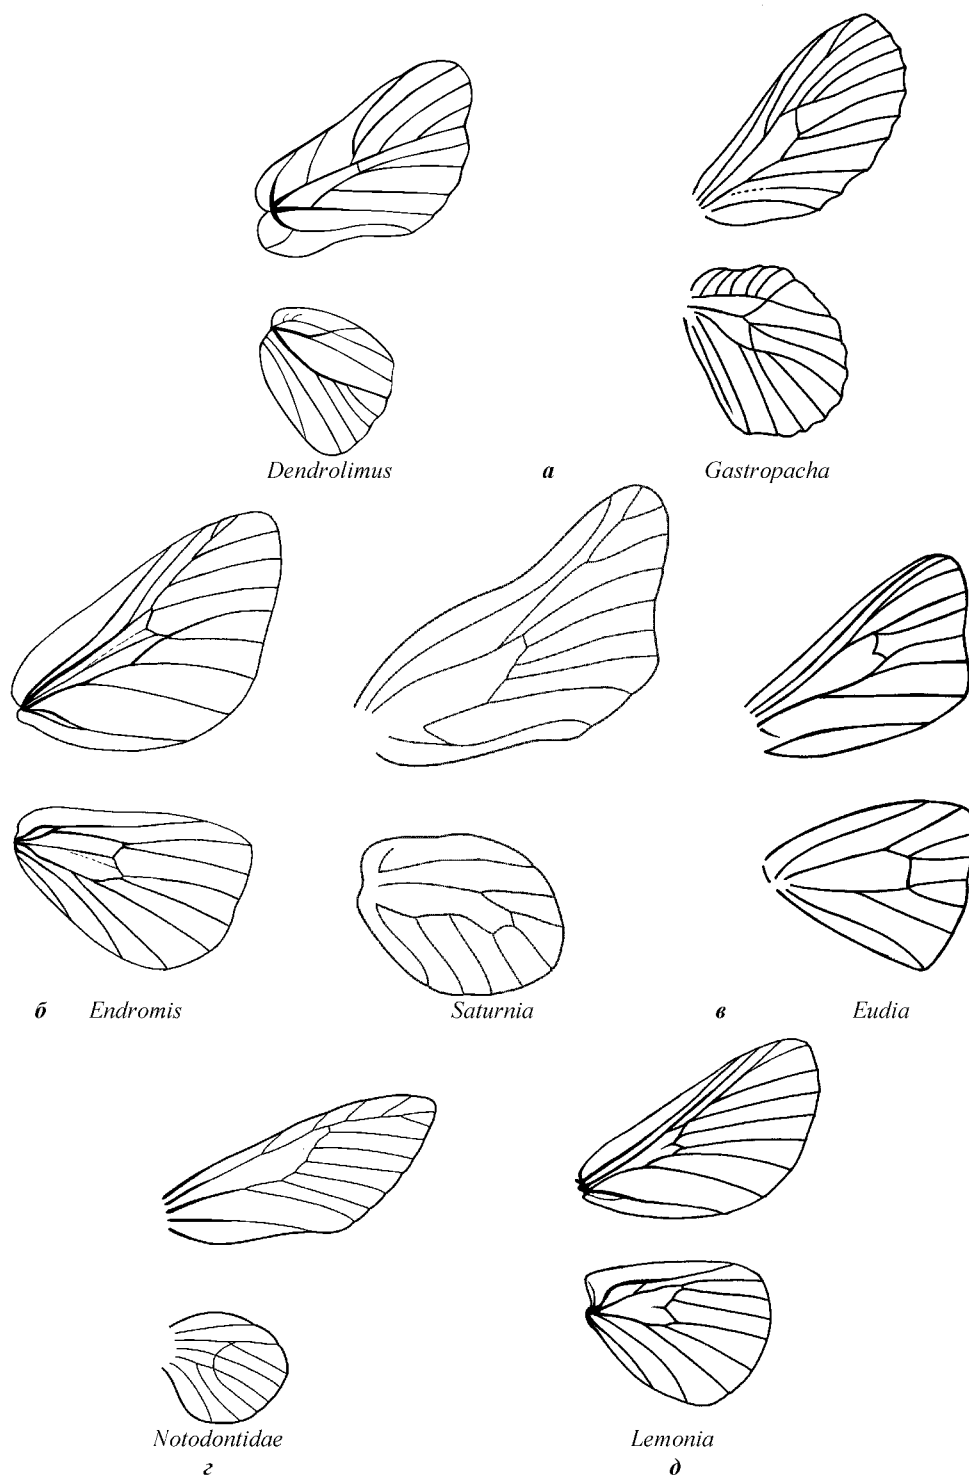 Dendrolimus а Gastropacha
б Endromis Saturnia в Eudia
Notodontidae Lemonia
г д